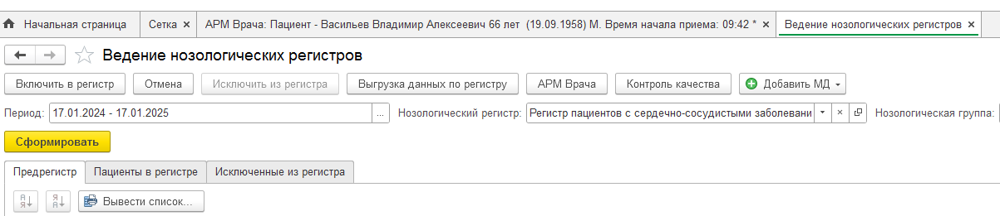 Начальная страница Сетка × АРМ Врача: Пациент - Васильев Владимир Алексеевич 66 лет (19.09.1958) М. Время начала приема: 09:42 * × Ведение нозологических регистров ×
Ведение нозологических регистров
Включить в регистр Отмена Исключить из регистра Выгрузка данных по регистру АРМ Врача Контроль качества Добавить МД
Период: 17.01.2024 - 17.01.2025 ... Нозологический регистр: Регистр пациентов с сердечно-сосудистыми заболевани × Нозологическая группа:
Сформировать
Предрегистр Пациенты в регистре Исключенные из регистра
А Я Я А Вывести список...